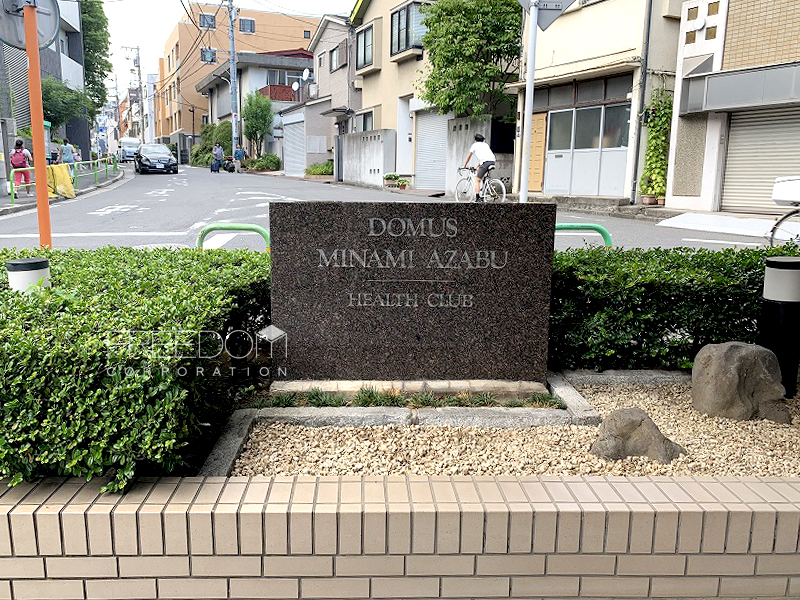 DOMUS
MINAMI AZABU
HEALTH CLUB
FREEDOM
CORPORATION